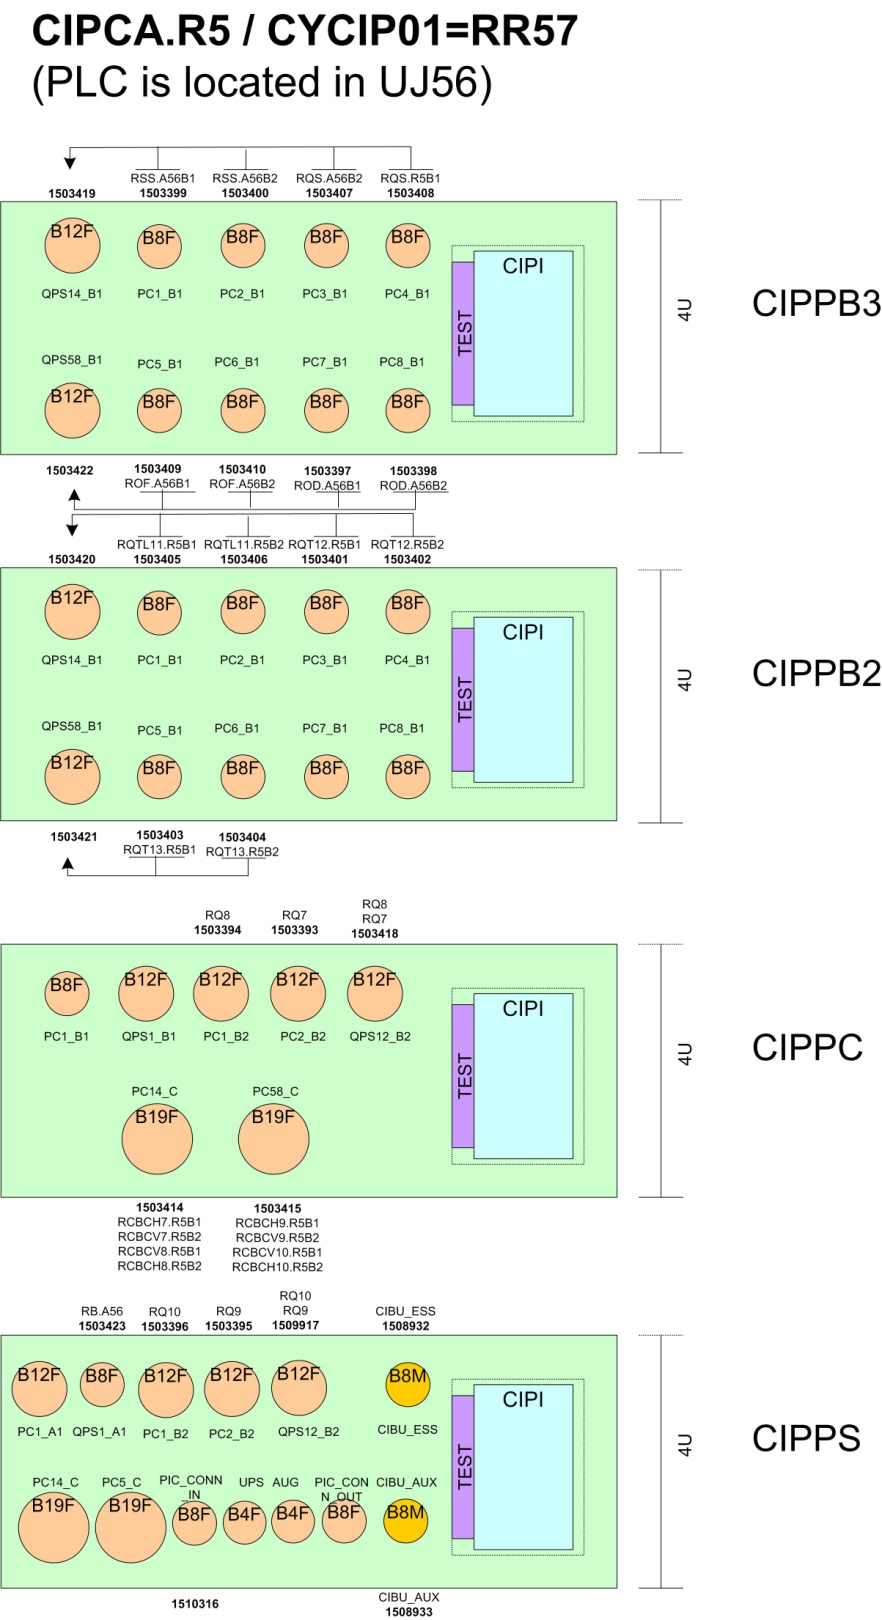 CIPCA.R5 / CYCIP01=RR57
(PLC is located in UJ56)
RSS.A56B1 RSS.A56B2 RQS.A56B2 RQS.R5B1
1503419 1503399 1503400 1503407 1503408
B12F B8F B8F B8F B8F
CIPI
QPS14_B1 PC1_B1 PC2_B1 PC3_B1 PC4_B1
TEST
4U
CIPPB3
QPS58_B1 PC5_B1 PC6_B1 PC7_B1 PC8_B1
B12F B8F B8F B8F B8F
1503422 1503409 1503410 1503397 1503398
ROF.A56B1 ROF.A56B2 ROD.A56B1 ROD.A56B2
RQTL11.R5B1 RQTL11.R5B2 RQT12.R5B1 RQT12.R5B2
1503420 1503405 1503406 1503401 1503402
B12F B8F B8F B8F B8F
CIPI
QPS14_B1 PC1_B1 PC2_B1 PC3_B1 PC4_B1
TEST
4U
CIPPB2
QPS58_B1 PC5_B1 PC6_B1 PC7_B1 PC8_B1
B12F B8F B8F B8F B8F
1503421 1503403 1503404
RQT13.R5B1 RQT13.R5B2
RQ8
RQ8 RQ7 RQ7
1503394 1503393 1503418
B8F B12F B12F B12F B12F
CIPI
PC1_B1 QPS1_B1 PC1_B2 PC2_B2 QPS12_B2
TEST
4U
CIPPC
PC14_C PC58_C
B19F B19F
1503414 1503415
RCBCH7.R5B1 RCBCH9.R5B1
RCBCV7.R5B2 RCBCV9.R5B2
RCBCV8.R5B1 RCBCV10.R5B1
RCBCH8.R5B2 RCBCH10.R5B2
RQ10
RB.A56 RQ10 RQ9 RQ9 CIBU_ESS
1503423 1503396 1503395 1509917 1508932
B12F B8F B12F B12F B12F B8M
CIPI
PC1_A1 QPS1_A1 PC1_B2 PC2_B2 QPS12_B2 CIBU_ESS
TEST
4U
CIPPS
PC14_C PC5_C PIC_CONN
_IN UPS AUG PIC_CON
N_OUT CIBU_AUX
B19F B19F B8F B4F B4F B8F B8M
1510316 CIBU_AUX
1508933